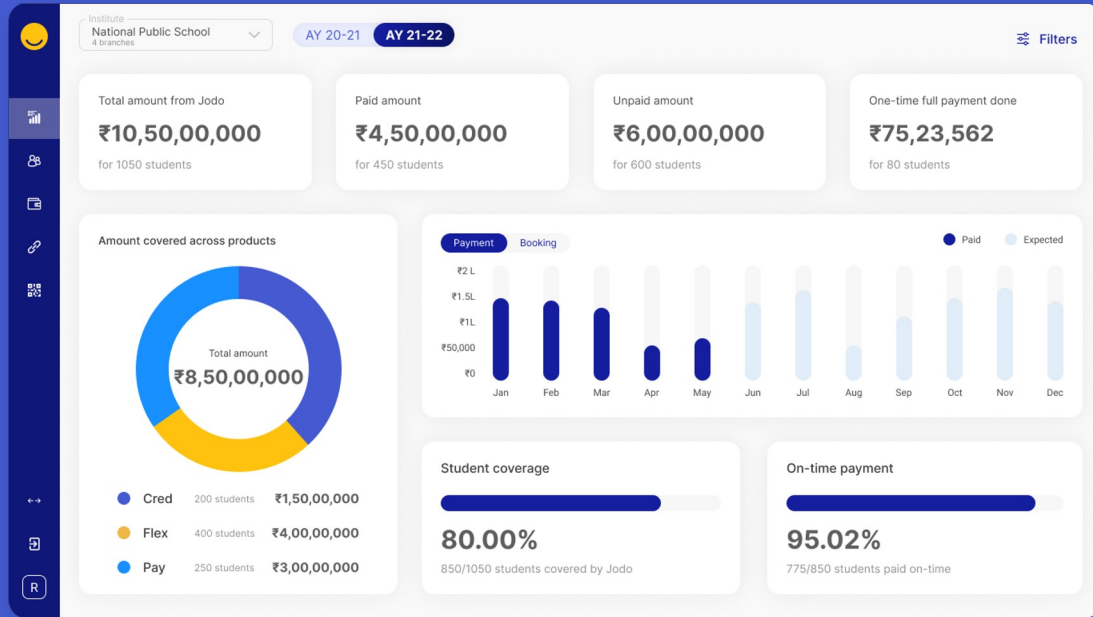 Institute
National Public School
4 branches
AY 20-21
AY 21-22
Filters
Total amount from Jodo
₹10,50,00,000
for 1050 students
Paid amount
₹4,50,00,000
for 450 students
Unpaid amount
₹6,00,00,000
for 600 students
One-time full payment done
₹75,23,562
for 80 students
Amount covered across products
Total amount
₹8,50,00,000
Cred 200 students ₹1,50,00,000
Flex 400 students ₹4,00,00,000
Pay 250 students ₹3,00,00,000
Payment Booking
Paid Expected
₹2 L
₹1.5L
₹1L
₹50,000
₹0
Jan Feb Mar Apr May Jun Jul Aug Sep Oct Nov Dec
Student coverage
80.00%
850/1050 students covered by Jodo
On-time payment
95.02%
775/850 students paid on-time
R